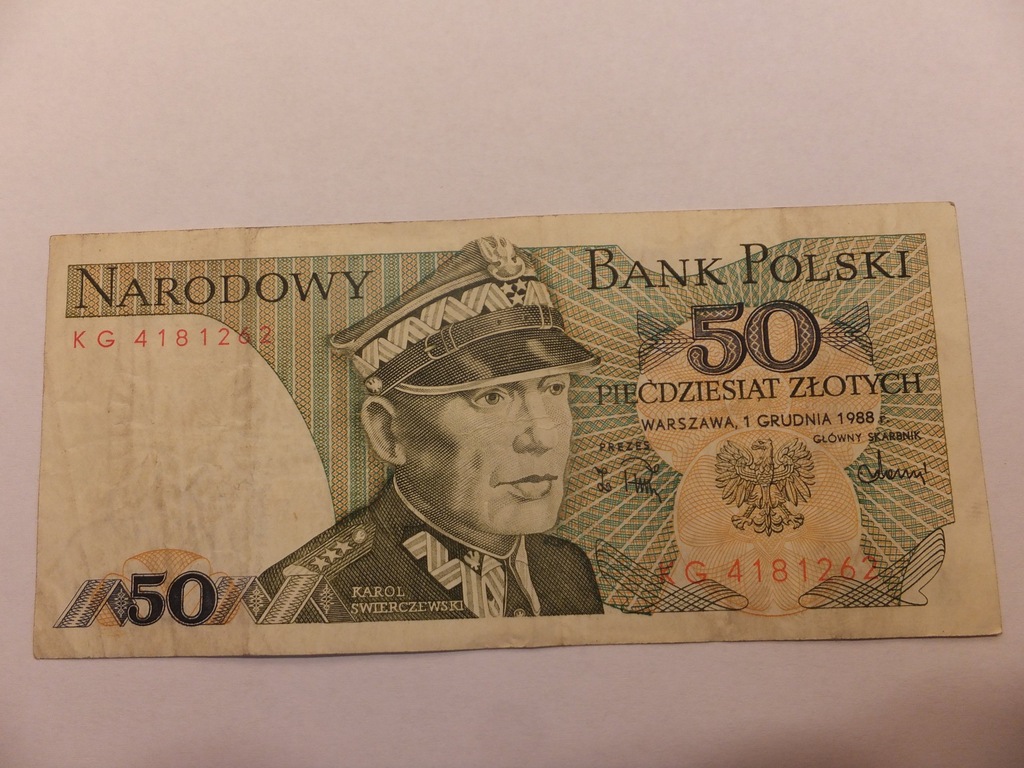 NARODOWY
BANK POLSKI
KG 4181262
50
PIEĆDZIESIĄT ZŁOTYCH
WARSZAWA, 1 GRUDNIA 1988 r.
PREZES
GŁÓWNY SKARBNIK
50
KAROL
ŚWIERCZEWSKI
KG 4181262